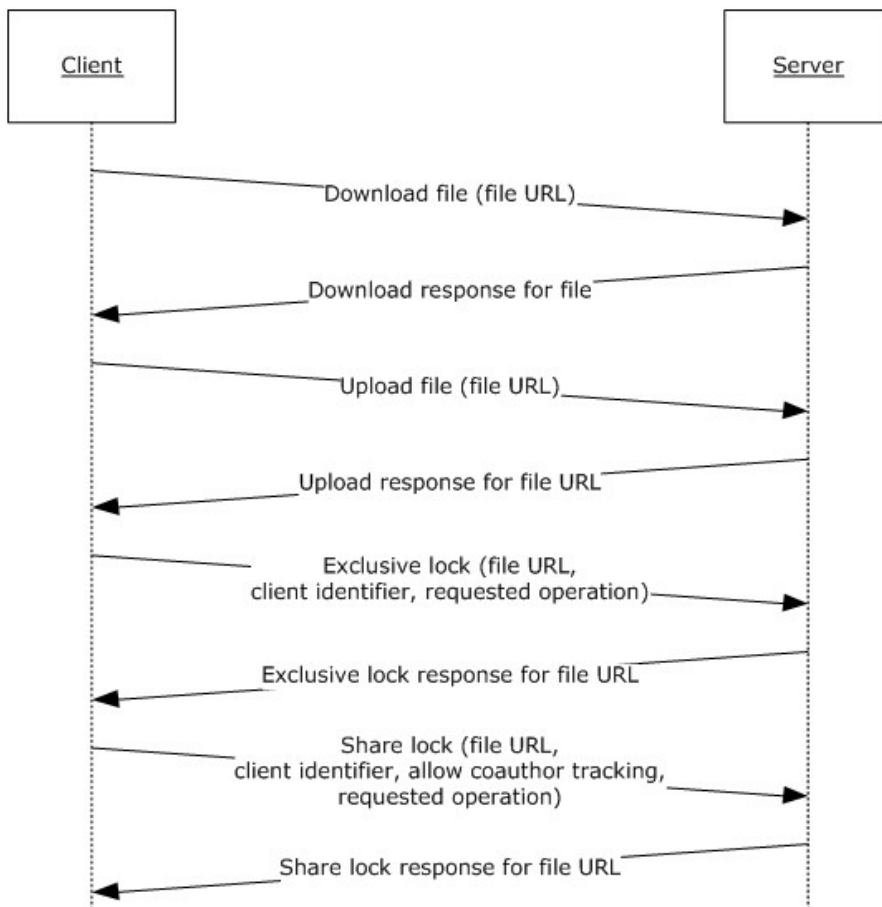 Client
Server
Download file (file URL)
Download response for file
Upload file (file URL)
Upload response for file URL
Exclusive lock (file URL,
client identifier, requested operation)
Exclusive lock response for file URL
Share lock (file URL,
client identifier, allow coauthor tracking,
requested operation)
Share lock response for file URL